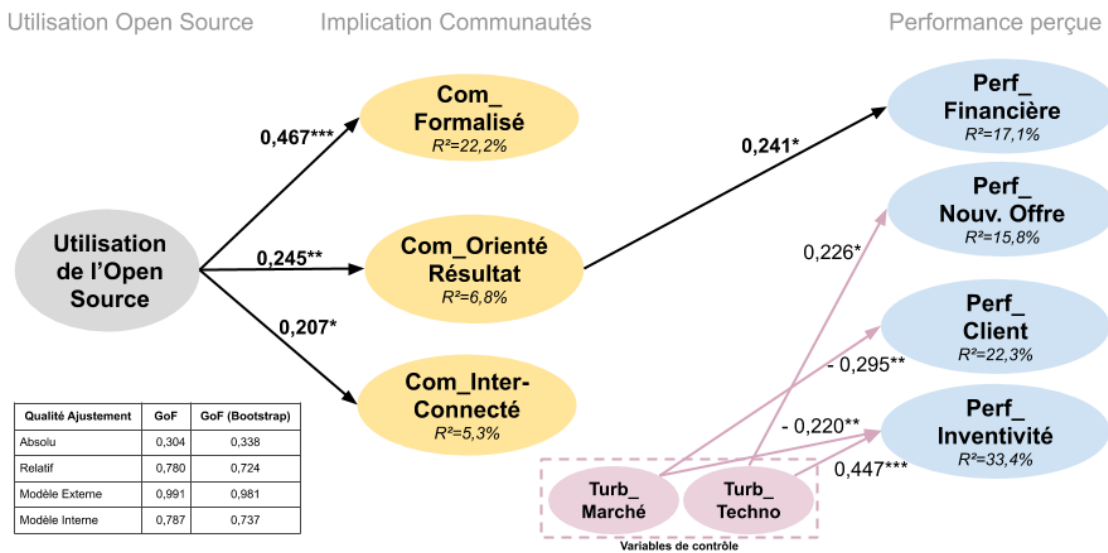 Utilisation Open Source
Implication Communautés
Performance perçue
Com_
Formalisé
R²=22,2%
Perf_
Financière
R²=17,1%
0,467***
0,241*
Perf_
Nouv. Offre
R²=15,8%
Utilisation
de l'Open
Source
0,245**
Com_Orienté
Résultat
R²=6,8%
0,226*
Perf_
Client
R²=22,3%
0,207*
- 0,295**
Com_Inter-
Connecté
R²=5,3%
Perf_
Inventivité
R²=33,4%
- 0,220**
0,447***
Qualité Ajustement GoF GoF (Bootstrap)
Absolu 0,304 0,338
Relatif 0,780 0,724
Modèle Externe 0,991 0,981
Modèle Interne 0,787 0,737
Turb_
Marché
Turb_
Techno
Variables de contrôle